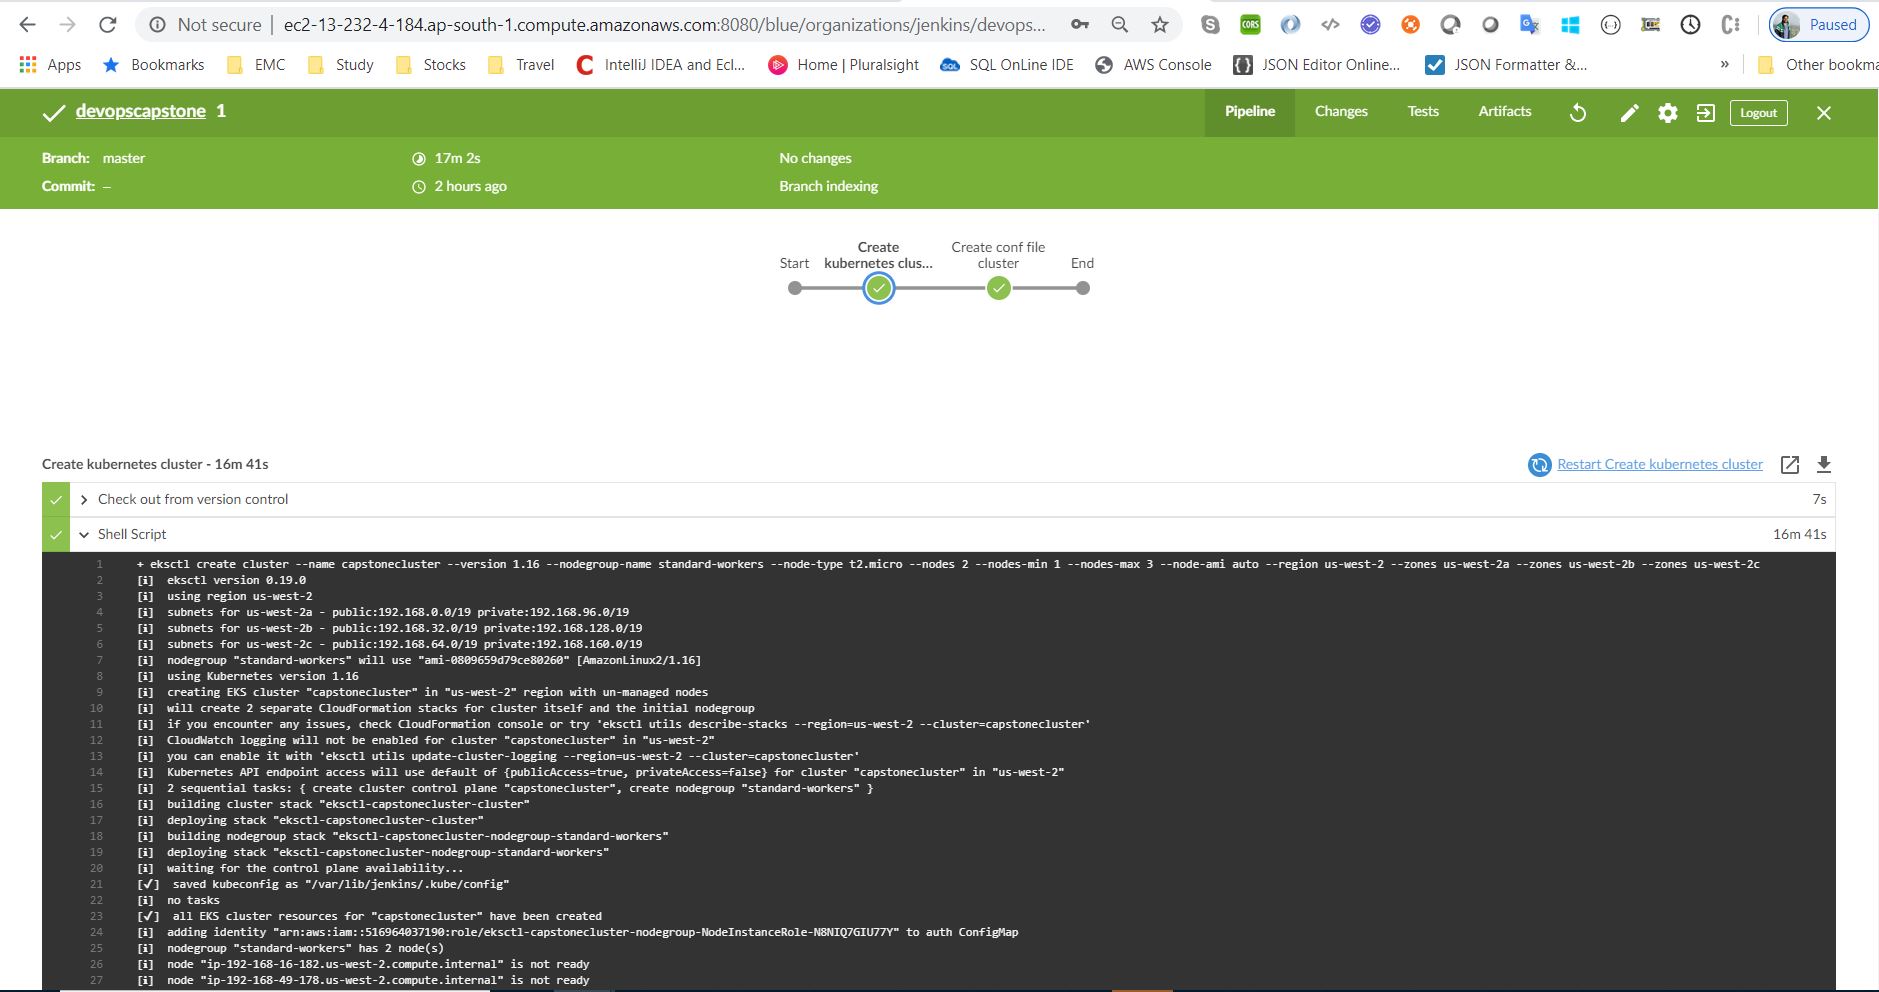 Not secure | ec2-13-232-4-184.ap-south-1.compute.amazonaws.com:8080/blue/organizations/jenkins/devops... CORS Paused
Apps Bookmarks EMC Study Stocks Travel IntelliJ IDEA and Ecl... Home | Pluralsight SQL OnLine IDE AWS Console JSON Editor Online... JSON Formatter &... » Other bookma
devopscapstone 1 Pipeline Changes Tests Artifacts Logout
Branch: master 17m 2s No changes
Commit: – 2 hours ago Branch indexing
Start Create kubernetes clus... Create conf file cluster End
Create kubernetes cluster - 16m 41s Restart Create kubernetes cluster
Check out from version control 7s
Shell Script 16m 41s
1 + eksctl create cluster --name capstonecluster --version 1.16 --nodegroup-name standard-workers --node-type t2.micro --nodes 2 --nodes-min 1 --nodes-max 3 --node-ami auto --region us-west-2 --zones us-west-2a --zones us-west-2b --zones us-west-2c
2 [ℹ] eksctl version 0.19.0
3 [ℹ] using region us-west-2
4 [ℹ] subnets for us-west-2a - public:192.168.0.0/19 private:192.168.96.0/19
5 [ℹ] subnets for us-west-2b - public:192.168.32.0/19 private:192.168.128.0/19
6 [ℹ] subnets for us-west-2c - public:192.168.64.0/19 private:192.168.160.0/19
7 [ℹ] nodegroup "standard-workers" will use "ami-0809659d79ce80260" [AmazonLinux2/1.16]
8 [ℹ] using Kubernetes version 1.16
9 [ℹ] creating EKS cluster "capstonecluster" in "us-west-2" region with un-managed nodes
10 [ℹ] will create 2 separate CloudFormation stacks for cluster itself and the initial nodegroup
11 [ℹ] if you encounter any issues, check CloudFormation console or try 'eksctl utils describe-stacks --region=us-west-2 --cluster=capstonecluster'
12 [ℹ] CloudWatch logging will not be enabled for cluster "capstonecluster" in "us-west-2"
13 [ℹ] you can enable it with 'eksctl utils update-cluster-logging --region=us-west-2 --cluster=capstonecluster'
14 [ℹ] Kubernetes API endpoint access will use default of {publicAccess=true, privateAccess=false} for cluster "capstonecluster" in "us-west-2"
15 [ℹ] 2 sequential tasks: { create cluster control plane "capstonecluster", create nodegroup "standard-workers" }
16 [ℹ] building cluster stack "eksctl-capstonecluster-cluster"
17 [ℹ] deploying stack "eksctl-capstonecluster-cluster"
18 [ℹ] building nodegroup stack "eksctl-capstonecluster-nodegroup-standard-workers"
19 [ℹ] deploying stack "eksctl-capstonecluster-nodegroup-standard-workers"
20 [ℹ] waiting for the control plane availability...
21 [✔] saved kubeconfig as "/var/lib/jenkins/.kube/config"
22 [ℹ] no tasks
23 [✔] all EKS cluster resources for "capstonecluster" have been created
24 [ℹ] adding identity "arn:aws:iam::516964037190:role/eksctl-capstonecluster-nodegroup-NodeInstanceRole-N8NIQ7GIU77Y" to auth ConfigMap
25 [ℹ] nodegroup "standard-workers" has 2 node(s)
26 [ℹ] node "ip-192-168-16-182.us-west-2.compute.internal" is not ready
27 [ℹ] node "ip-192-168-49-178.us-west-2.compute.internal" is not ready